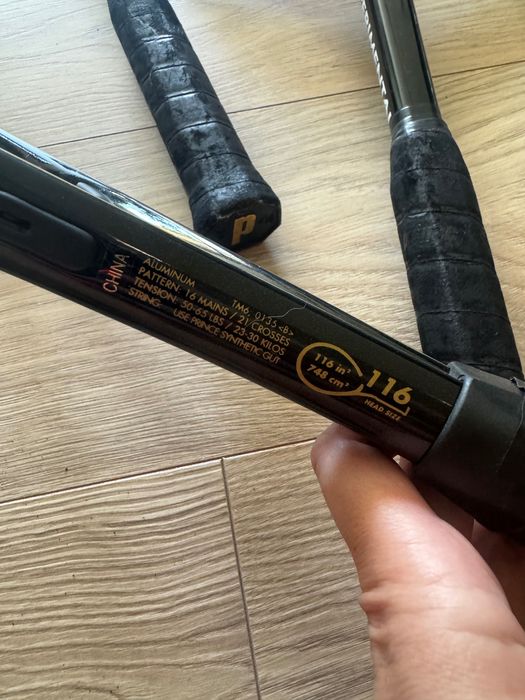 P
CHINA
ALUMINUM TM6 0135 <B>
PATTERN: 16 MAINS / 21 CROSSES
TENSION: 50-65 LBS / 23-30 KILOS
STRING: USE PRINCE SYNTHETIC GUT
116 in²
748 cm²
116
HEAD SIZE